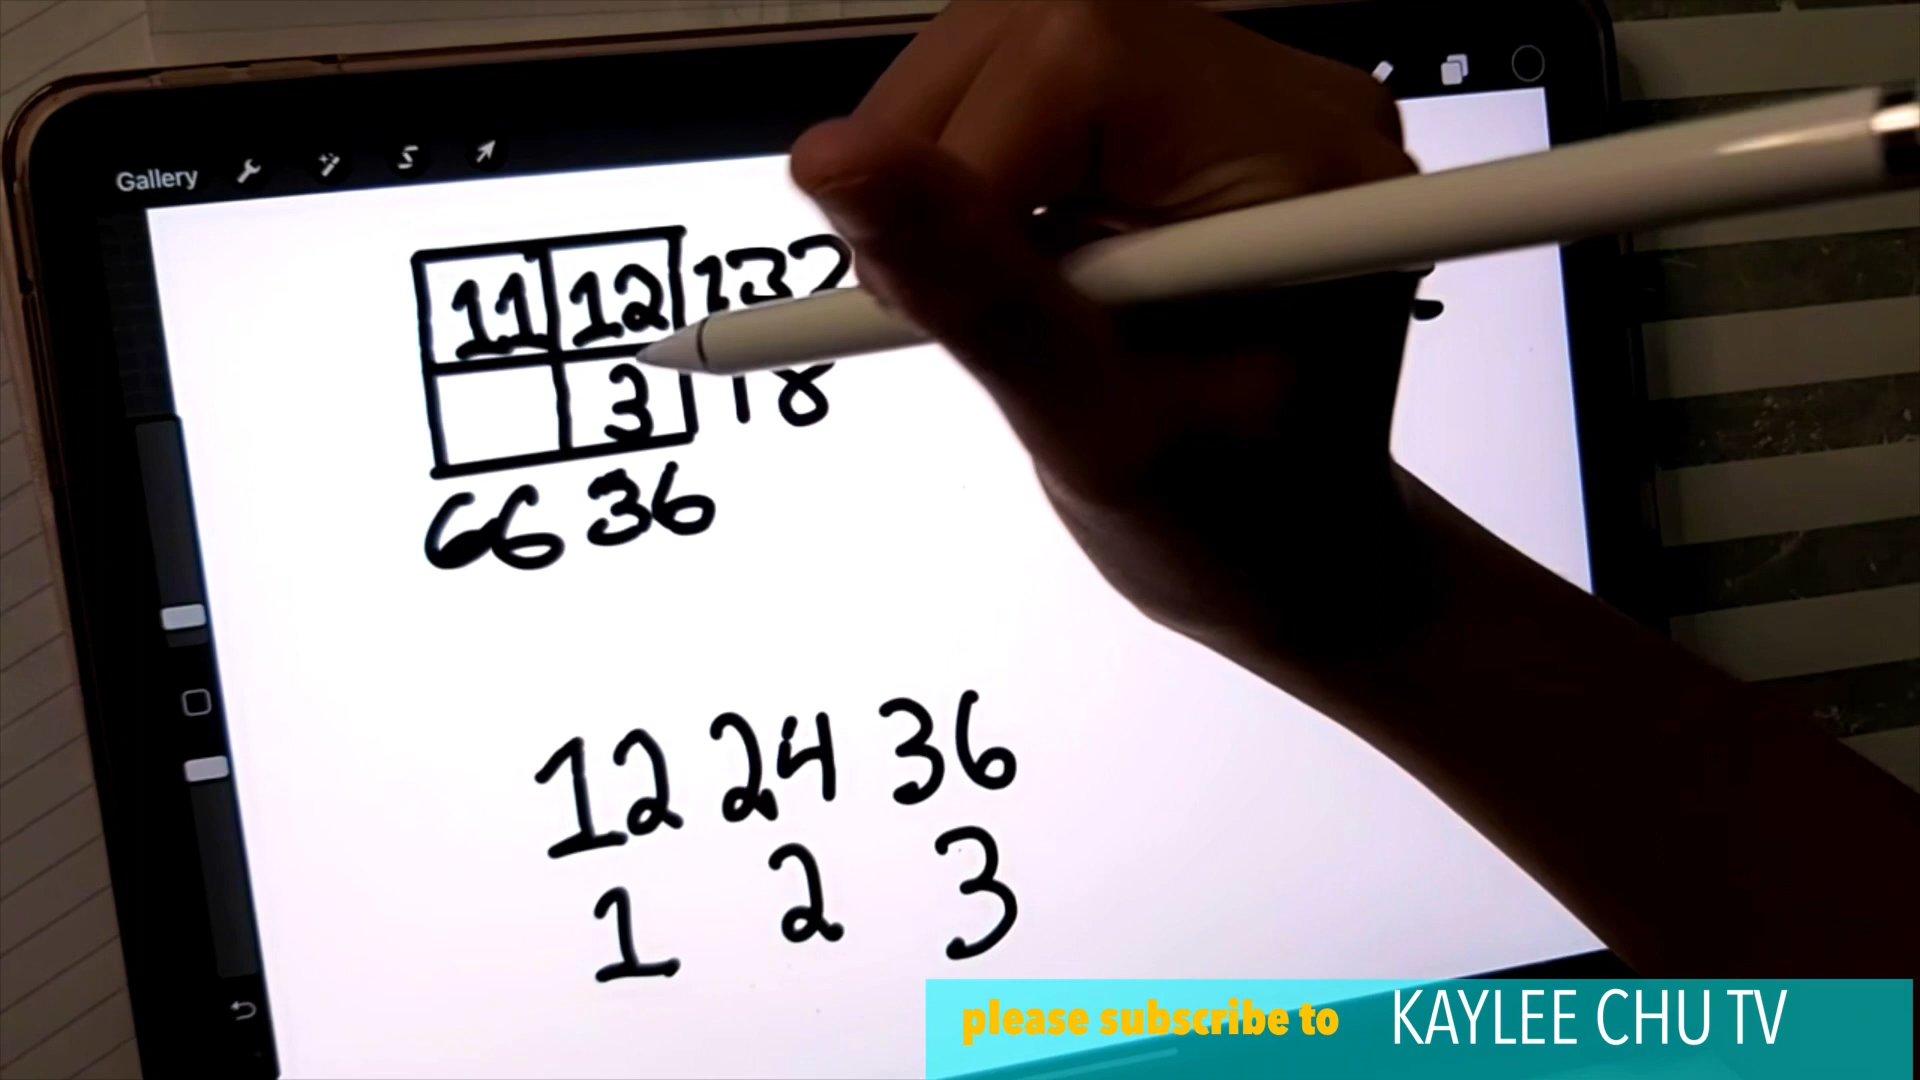 Gallery
11 12 132
3 18
66 36
12 24 36
1 2 3
please subscribe to KAYLEE CHU TV